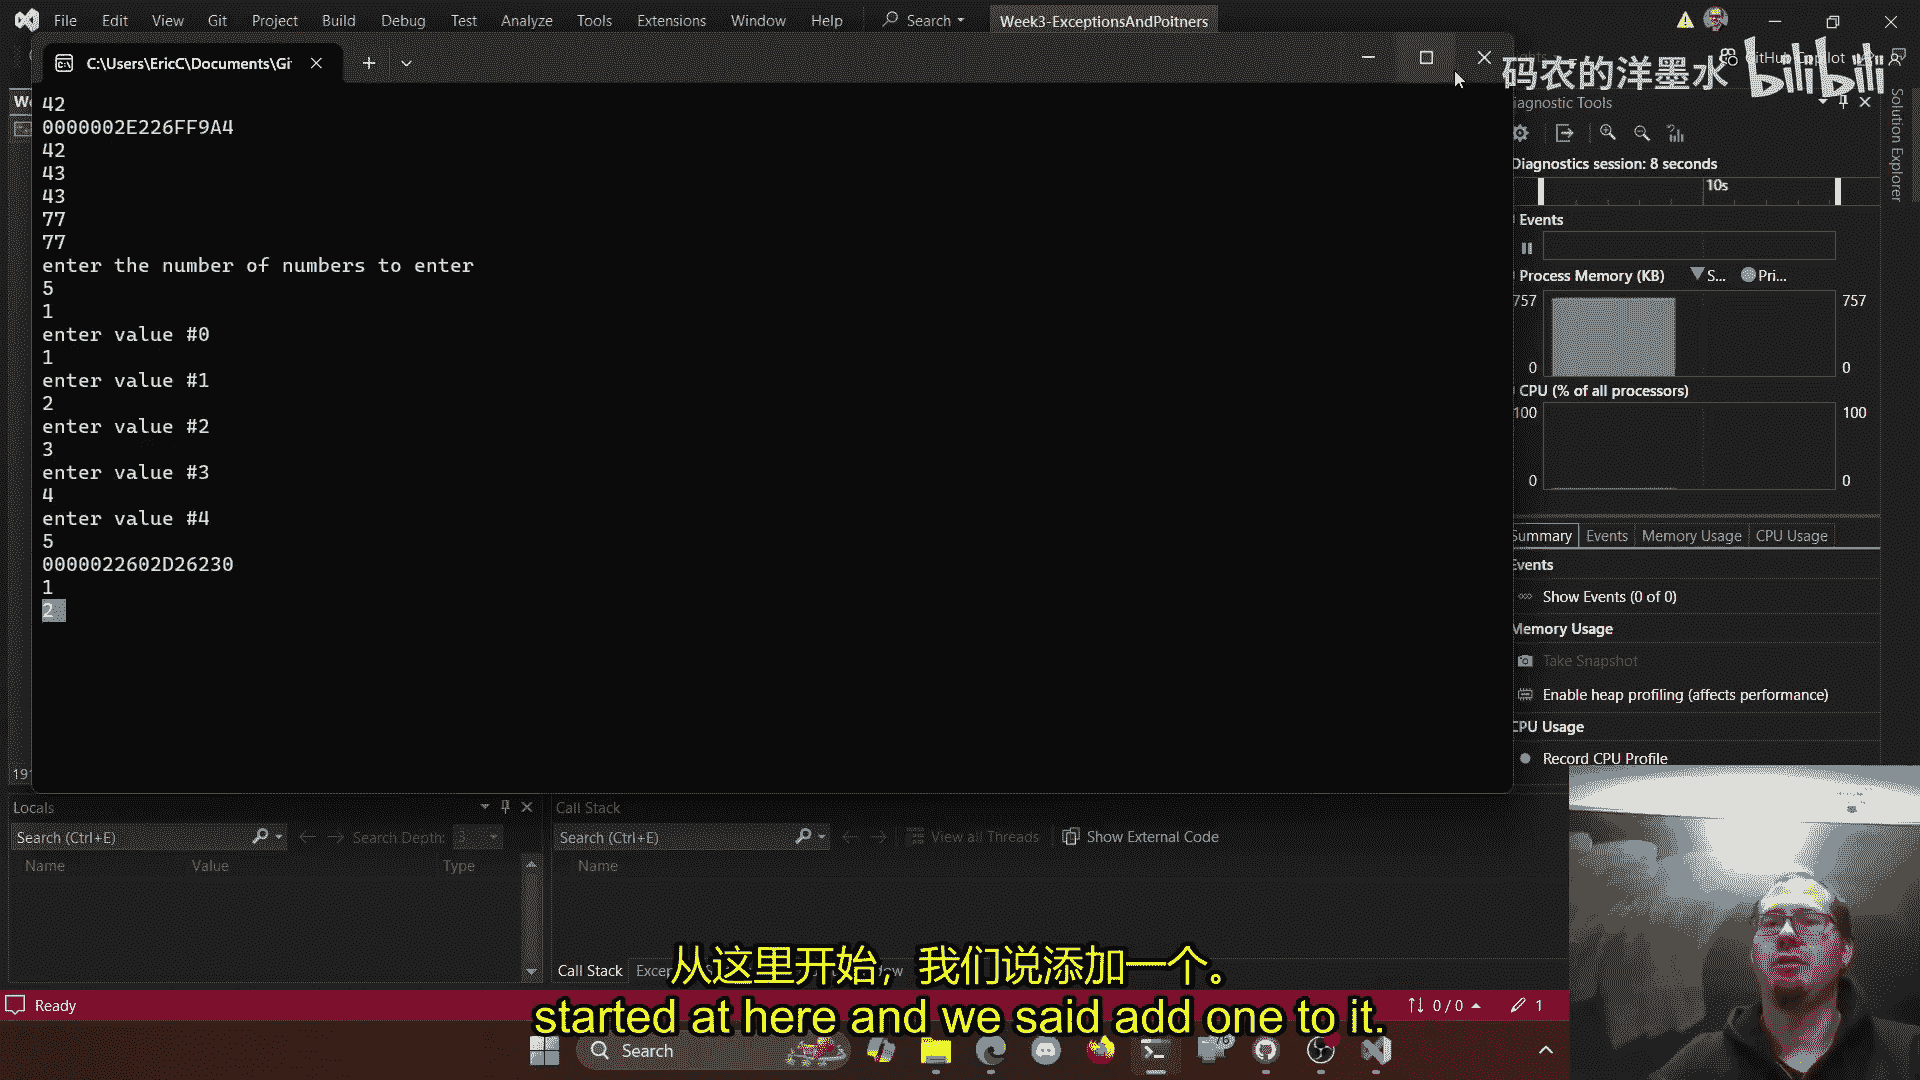 File Edit View Git Project Build Debug Test Analyze Tools Extensions Window Help Search Week3-ExceptionsAndPoitners
C:\Users\EricC\Documents\Gi
码农的洋墨水 bilibili
42
0000002E226FF9A4
42
43
43
77
77
enter the number of numbers to enter
5
1
enter value #0
1
enter value #1
2
enter value #2
3
enter value #3
4
enter value #4
5
0000022602D26230
1
2
iagnostic Tools
Diagnostics session: 8 seconds
10s
Events
Process Memory (KB) S... Pri...
757 757
0 0
CPU (% of all processors)
100 100
0 0
Summary Events Memory Usage CPU Usage
Events
Show Events (0 of 0)
Memory Usage
Take Snapshot
Enable heap profiling (affects performance)
CPU Usage
Record CPU Profile
Solution Explorer
191
Locals
Search (Ctrl+E) Search Depth: 3
Name Value Type
Call Stack
Search (Ctrl+E) View all Threads Show External Code
Name
Call Stack
从这里开始，我们说添加一个。
started at here and we said add one to it.
Ready
0 / 0 1
Search